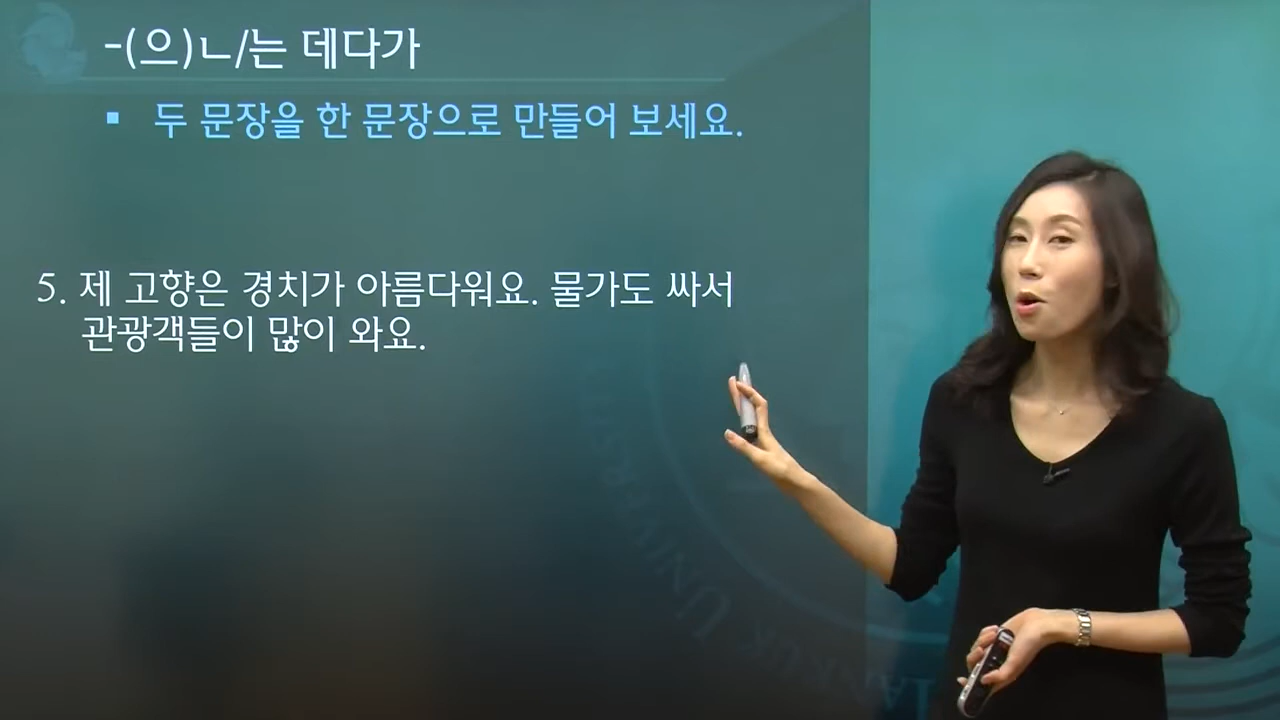 -(으)ㄴ/는 데다가
▪ 두 문장을 한 문장으로 만들어 보세요.
5. 제 고향은 경치가 아름다워요. 물가도 싸서
관광객들이 많이 와요.